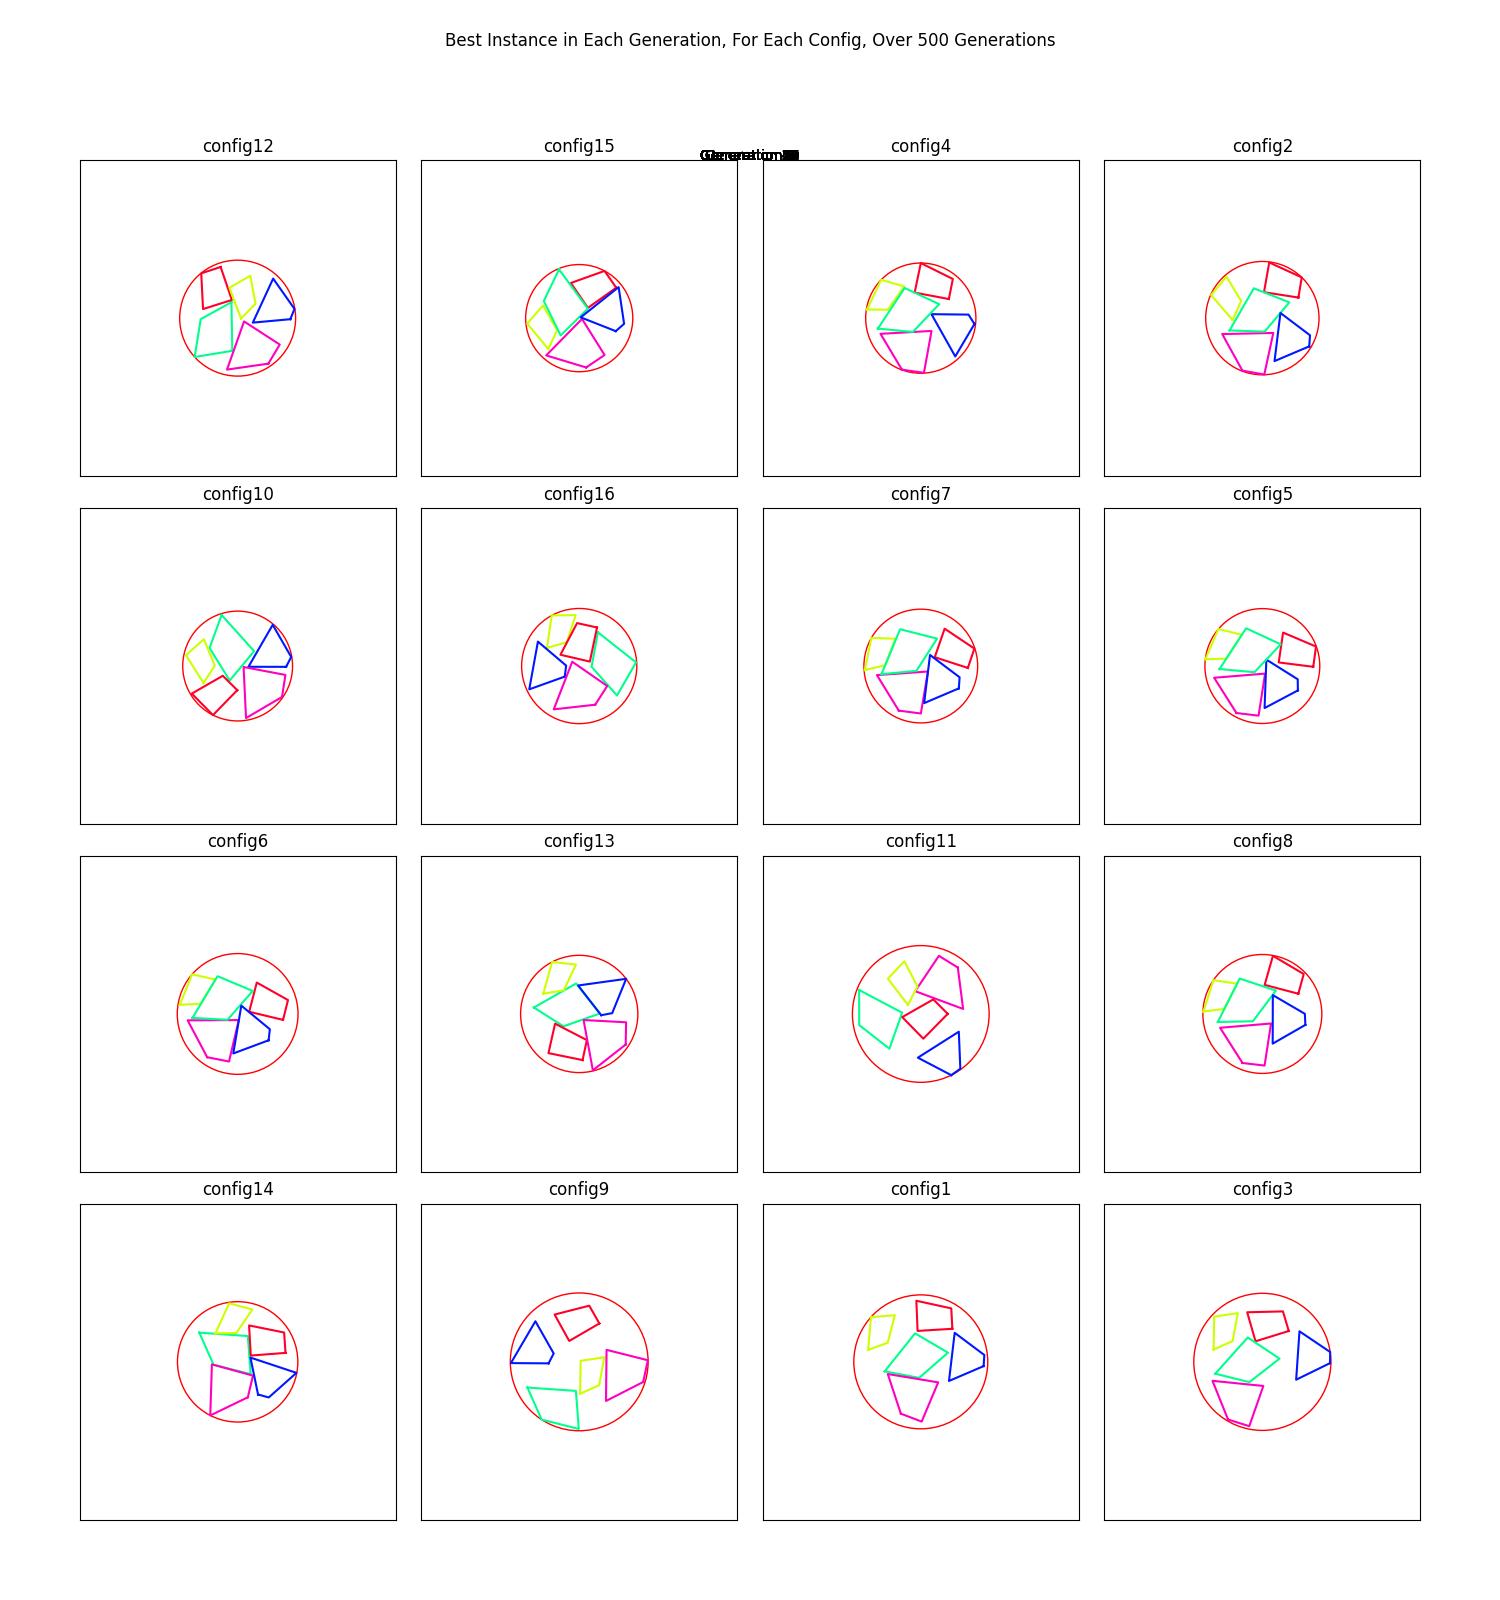 Best Instance in Each Generation, For Each Config, Over 500 Generations
config12
config15
config4
config2
config10
config16
config7
config5
config6
config13
config11
config8
config14
config9
config1
config3